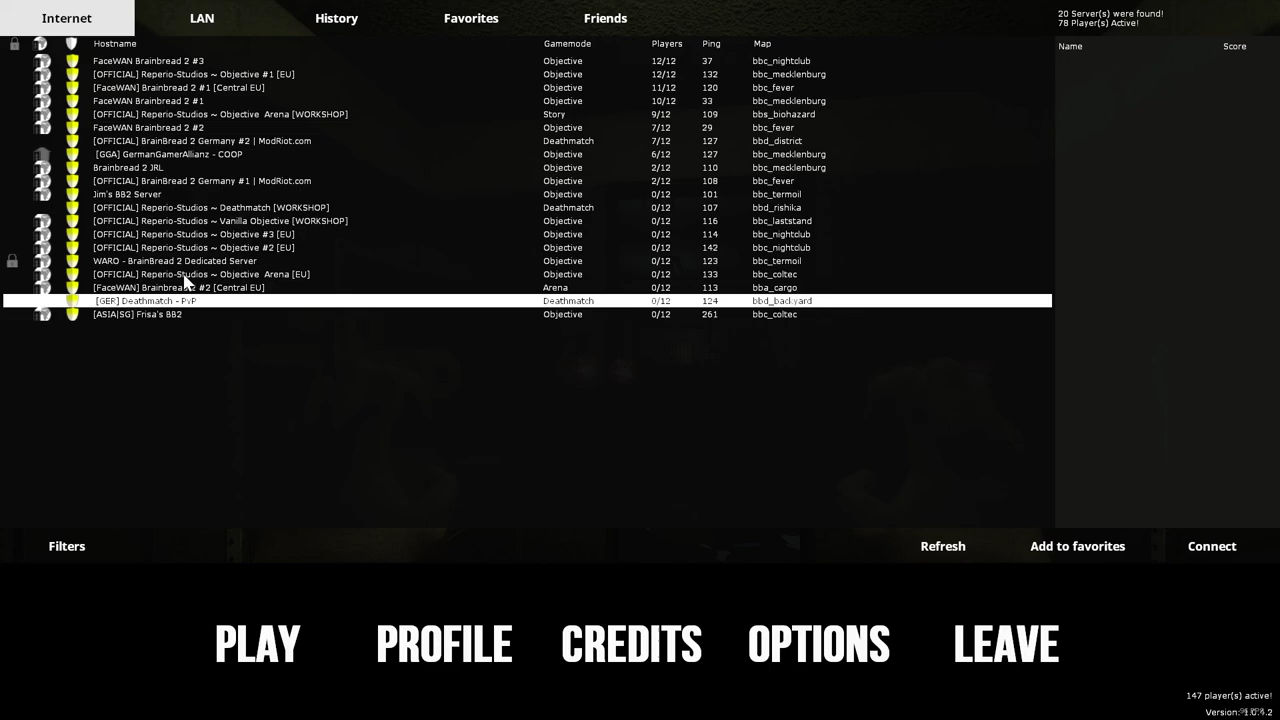 Internet LAN History Favorites Friends
20 Server(s) were found!
78 Player(s) Active!
Hostname Gamemode Players Ping Map
Name Score
FaceWAN Brainbread 2 #3 Objective 12/12 37 bbc_nightclub
[OFFICIAL] Reperio-Studios ~ Objective #1 [EU] Objective 12/12 132 bbc_mecklenburg
[FaceWAN] Brainbread 2 #1 [Central EU] Objective 11/12 120 bbc_fever
FaceWAN Brainbread 2 #1 Objective 10/12 33 bbc_mecklenburg
[OFFICIAL] Reperio-Studios ~ Objective Arena [WORKSHOP] Story 9/12 109 bbs_biohazard
FaceWAN Brainbread 2 #2 Objective 7/12 29 bbc_fever
[OFFICIAL] BrainBread 2 Germany #2 | ModRiot.com Deathmatch 7/12 127 bbd_district
[GGA] GermanGamerAllianz - COOP Objective 6/12 127 bbc_mecklenburg
Brainbread 2 JRL Objective 2/12 110 bbc_mecklenburg
[OFFICIAL] BrainBread 2 Germany #1 | ModRiot.com Objective 2/12 108 bbc_fever
Jim's BB2 Server Objective 0/12 101 bbc_termoil
[OFFICIAL] Reperio-Studios ~ Deathmatch [WORKSHOP] Deathmatch 0/12 107 bbd_rishika
[OFFICIAL] Reperio-Studios ~ Vanilla Objective [WORKSHOP] Objective 0/12 116 bbc_laststand
[OFFICIAL] Reperio-Studios ~ Objective #3 [EU] Objective 0/12 114 bbc_nightclub
[OFFICIAL] Reperio-Studios ~ Objective #2 [EU] Objective 0/12 142 bbc_nightclub
WARO - BrainBread 2 Dedicated Server Objective 0/12 123 bbc_termoil
[OFFICIAL] Reperio-Studios ~ Objective Arena [EU] Objective 0/12 133 bbc_coltec
[FaceWAN] Brainbread 2 #2 [Central EU] Arena 0/12 113 bba_cargo
[GER] Deathmatch - PvP Deathmatch 0/12 124 bbd_backyard
[ASIA|SG] Frisa's BB2 Objective 0/12 261 bbc_coltec
Filters Refresh Add to favorites Connect
PLAY PROFILE CREDITS OPTIONS LEAVE
147 player(s) active!
Version: